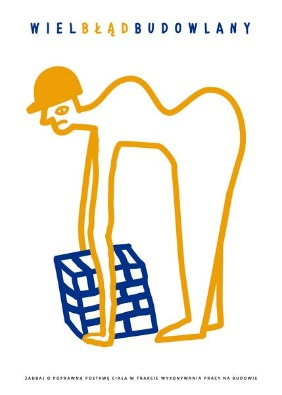 WIELBŁĄDBUDOWLANY
ZADBAJ O POPRAWNĄ POSTAWĘ CIAŁA W TRAKCIE WYKONYWANIA PRACY NA BUDOWIE